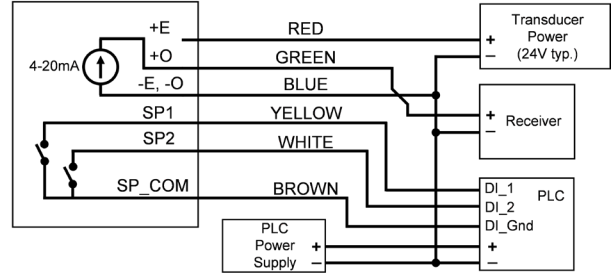 +E
RED
Transducer
Power
(24V typ.)
+
−
+O
GREEN
4-20mA
-E, -O
BLUE
SP1
YELLOW
+
−
Receiver
SP2
WHITE
SP_COM
BROWN
DI_1
DI_2
DI_Gnd
PLC
+
−
PLC
Power
Supply
+
−